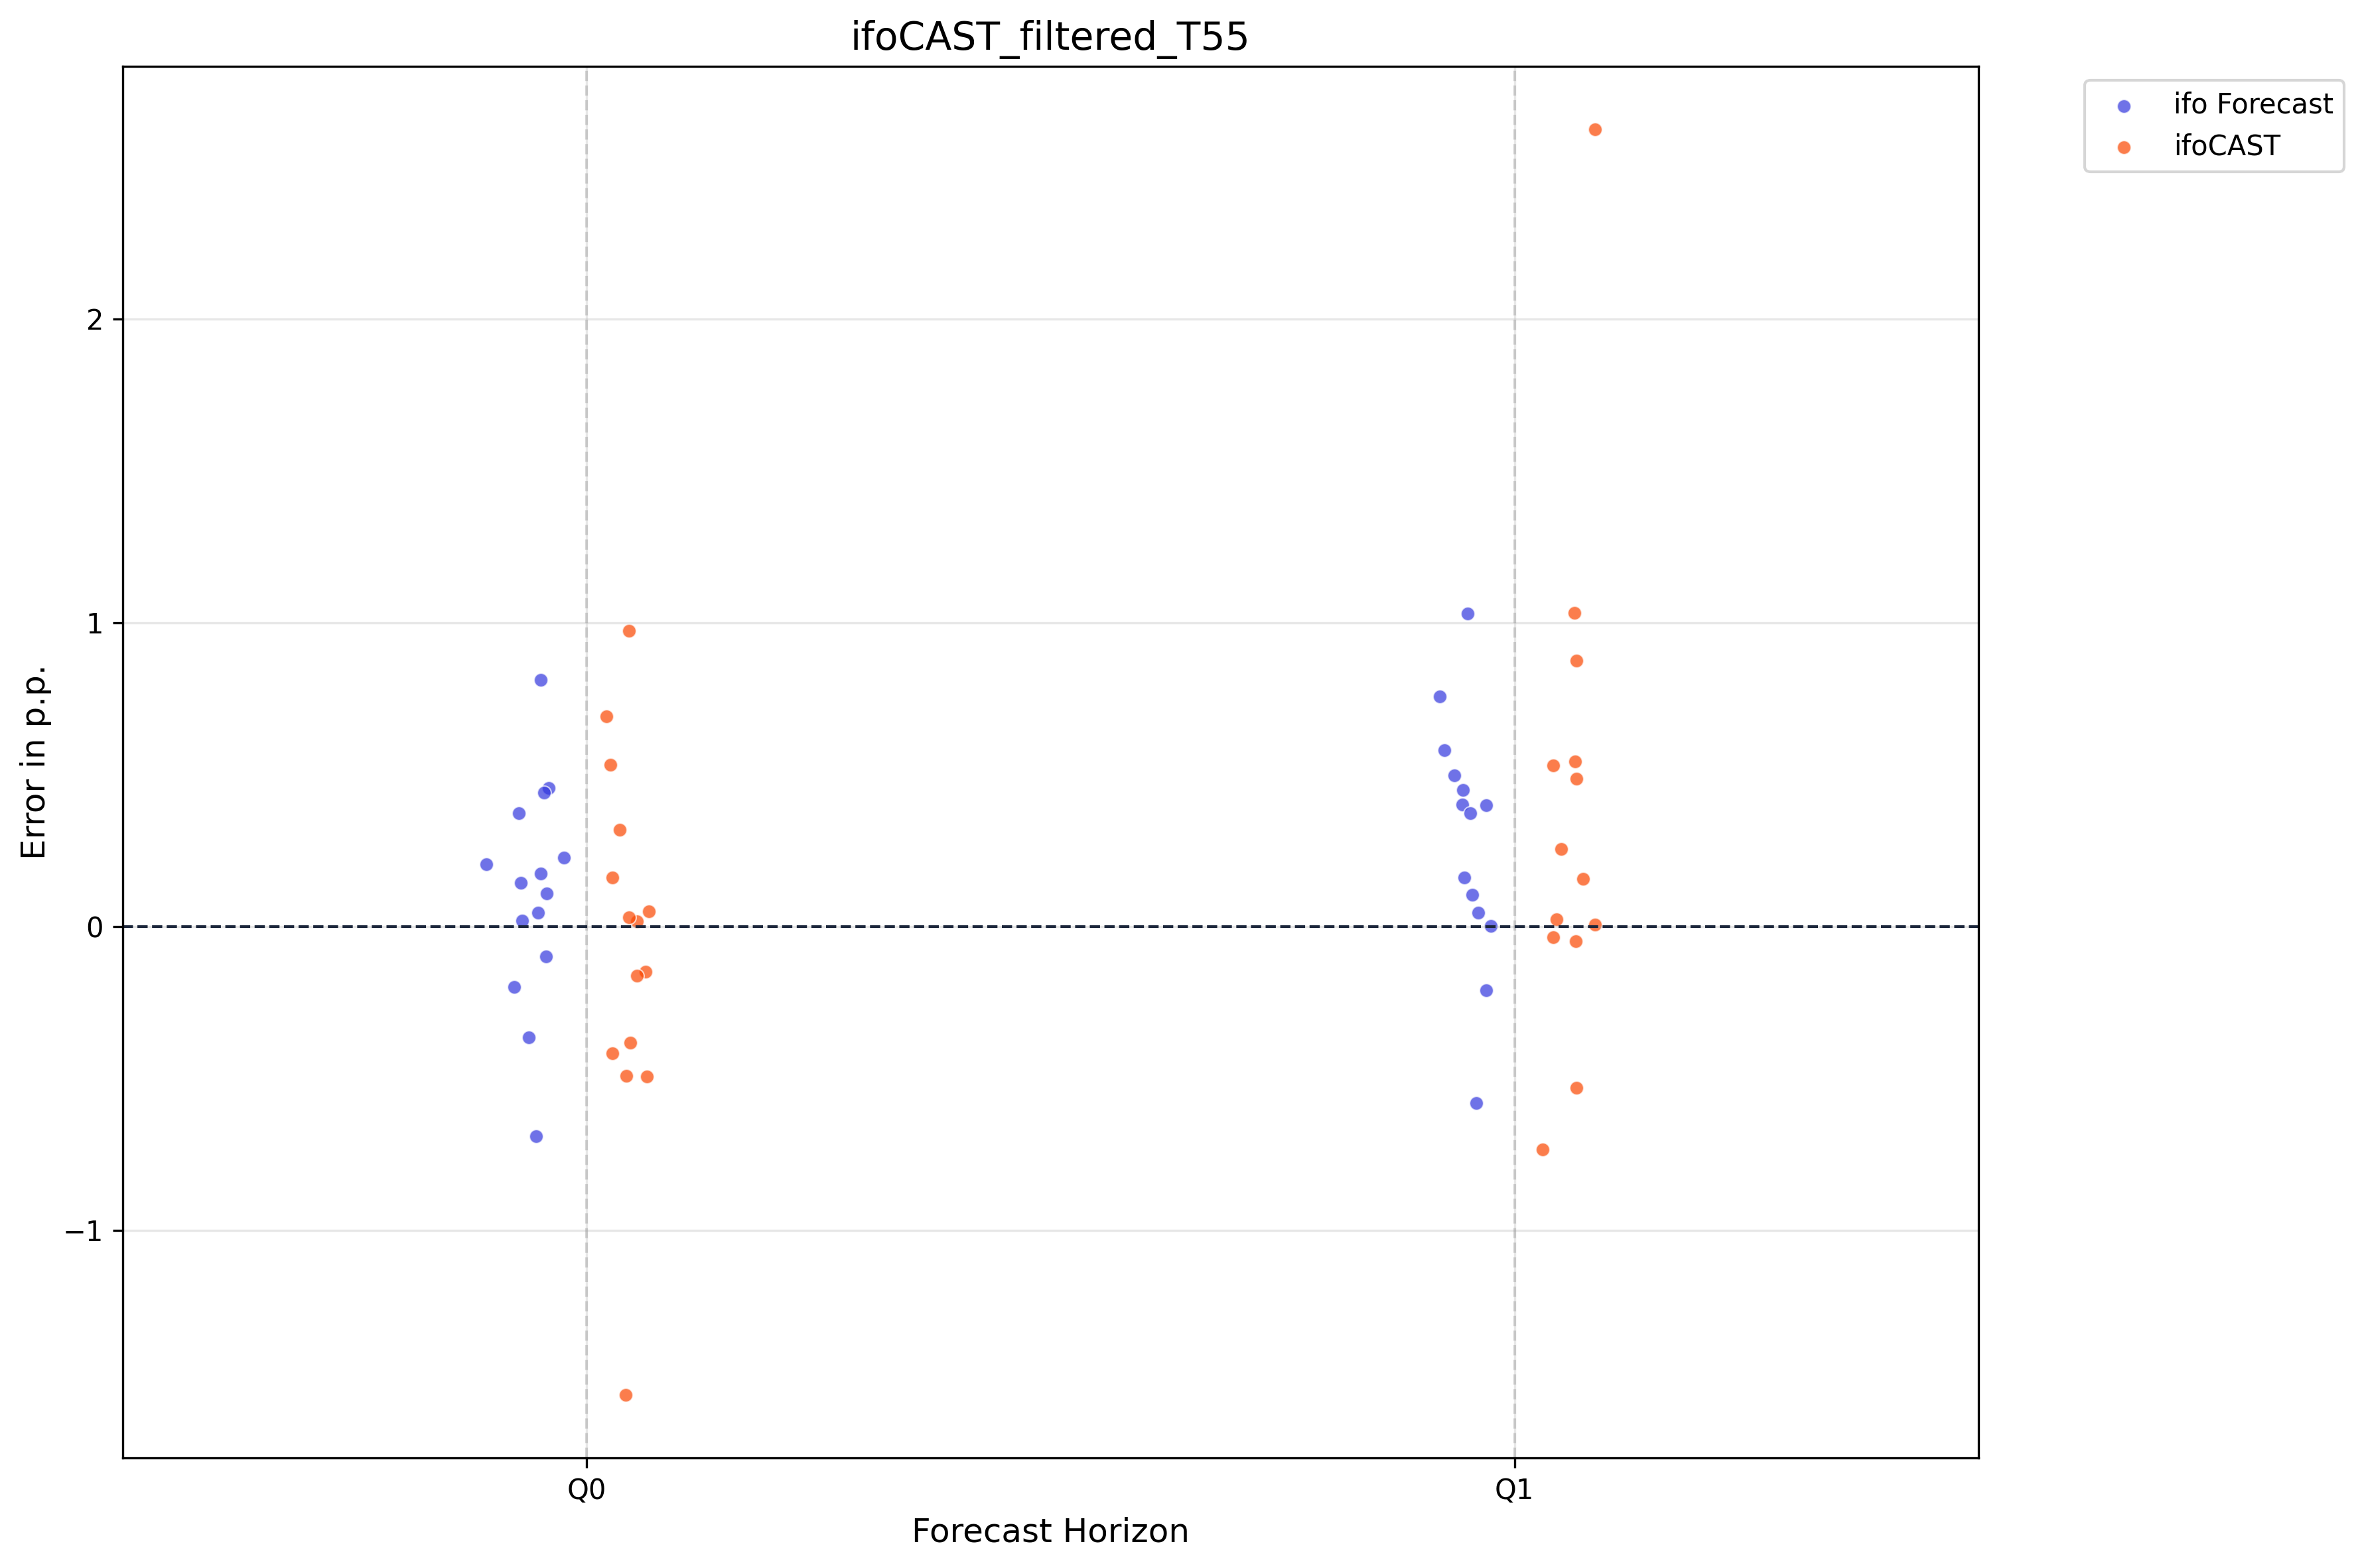 ifoCAST_filtered_T55
ifo Forecast
ifoCAST
2
1
0
−1
Error in p.p.
Q0
Q1
Forecast Horizon